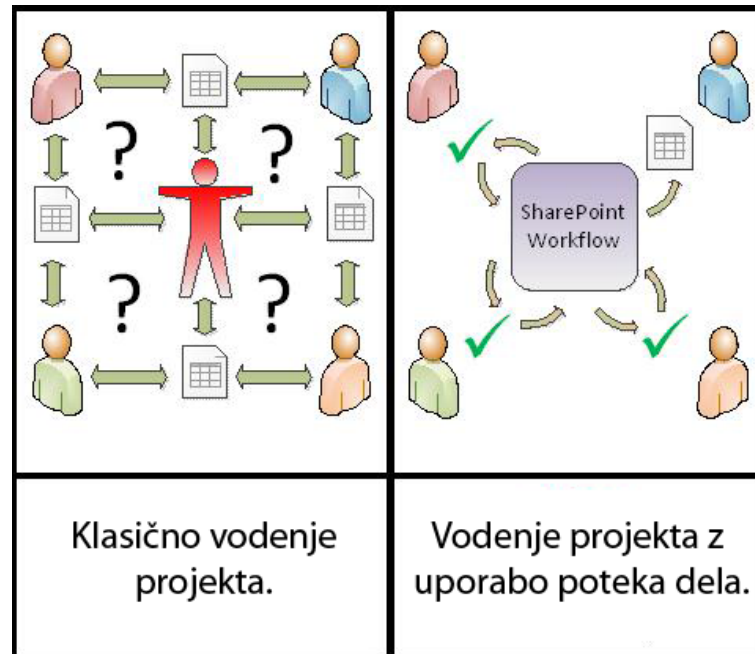 ?
?
?
?
SharePoint
Workflow
Klasično vodenje
projekta.
Vodenje projekta z
uporabo poteka dela.